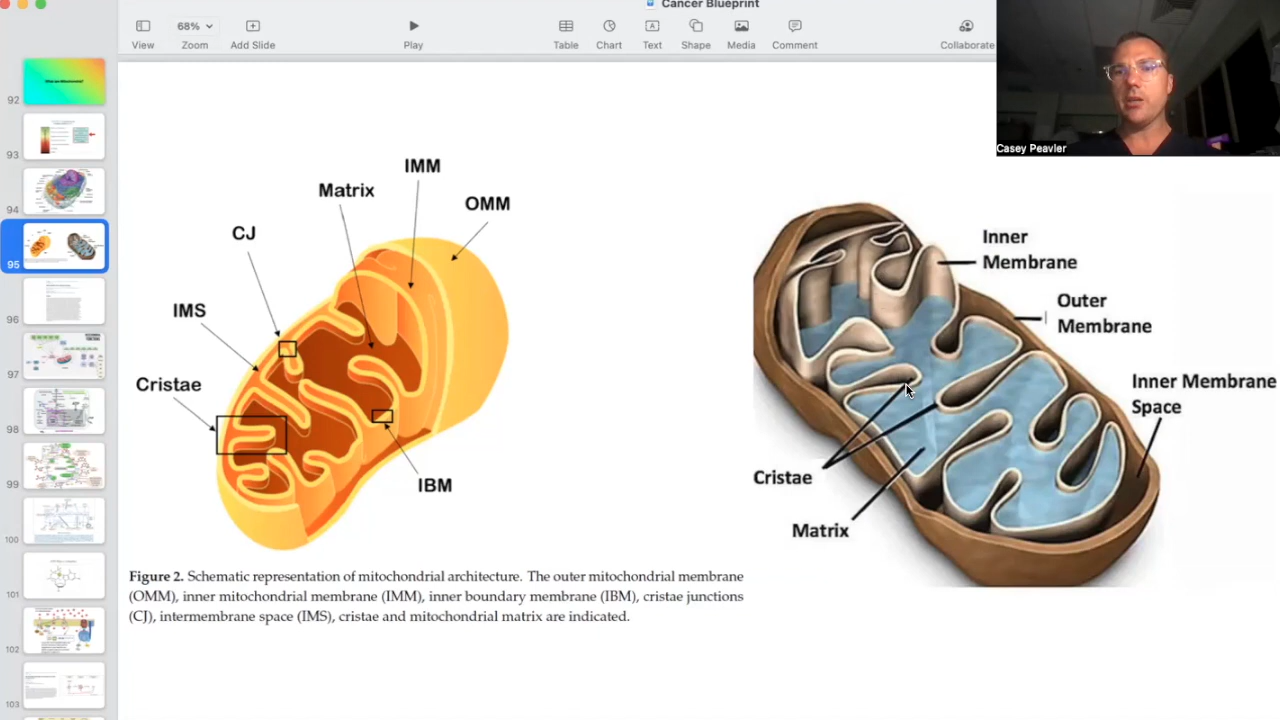 Cancer Blueprint
68%
View
Zoom
Add Slide
Play
Table
Chart
Text
Shape
Media
Comment
Collaborate
Casey Peavler
92
93
94
95
96
97
98
99
100
101
102
103
IMM
Matrix
OMM
CJ
IMS
Cristae
IBM
Inner
Membrane
Outer
Membrane
Inner Membrane
Space
Cristae
Matrix
Figure 2. Schematic representation of mitochondrial architecture. The outer mitochondrial membrane
(OMM), inner mitochondrial membrane (IMM), inner boundary membrane (IBM), cristae junctions
(CJ), intermembrane space (IMS), cristae and mitochondrial matrix are indicated.